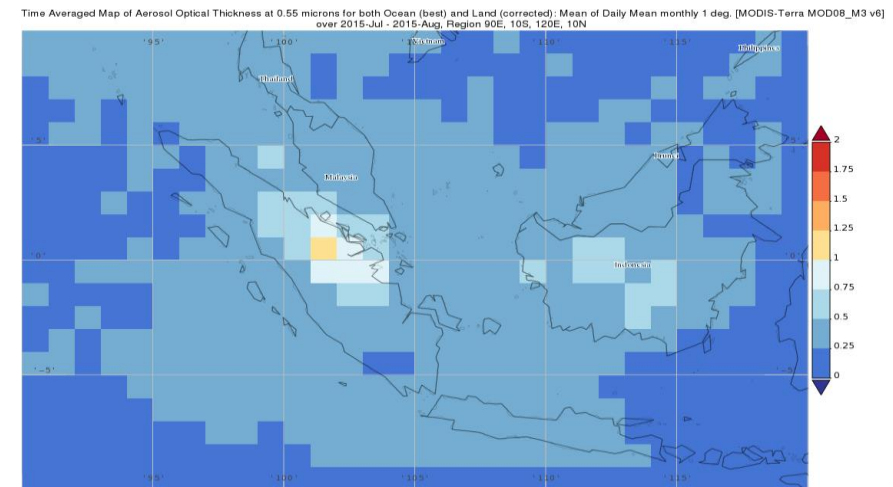 Time Averaged Map of Aerosol Optical Thickness at 0.55 microns for both Ocean (best) and Land (corrected): Mean of Daily Mean monthly 1 deg. [MODIS-Terra MOD08_M3 v6]
over 2015-Jul - 2015-Aug, Region 90E, 10S, 120E, 10N
'95' '100' '105' '110' '115'
Vietnam
Philippines
Thailand
2
'5' '5'
Malaysia
1.75
1.5
1.25
'0' '0'
Indonesia
1
0.75
0.5
0.25
'-5' '-5'
0
'95' '100' '105' '110' '115'